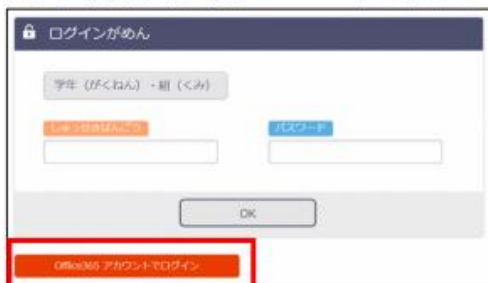 ログインがめん
学年（がくねん）・組（くみ）
しゅっせきばんごう
パスワード
OK
Office365 アカウントでログイン